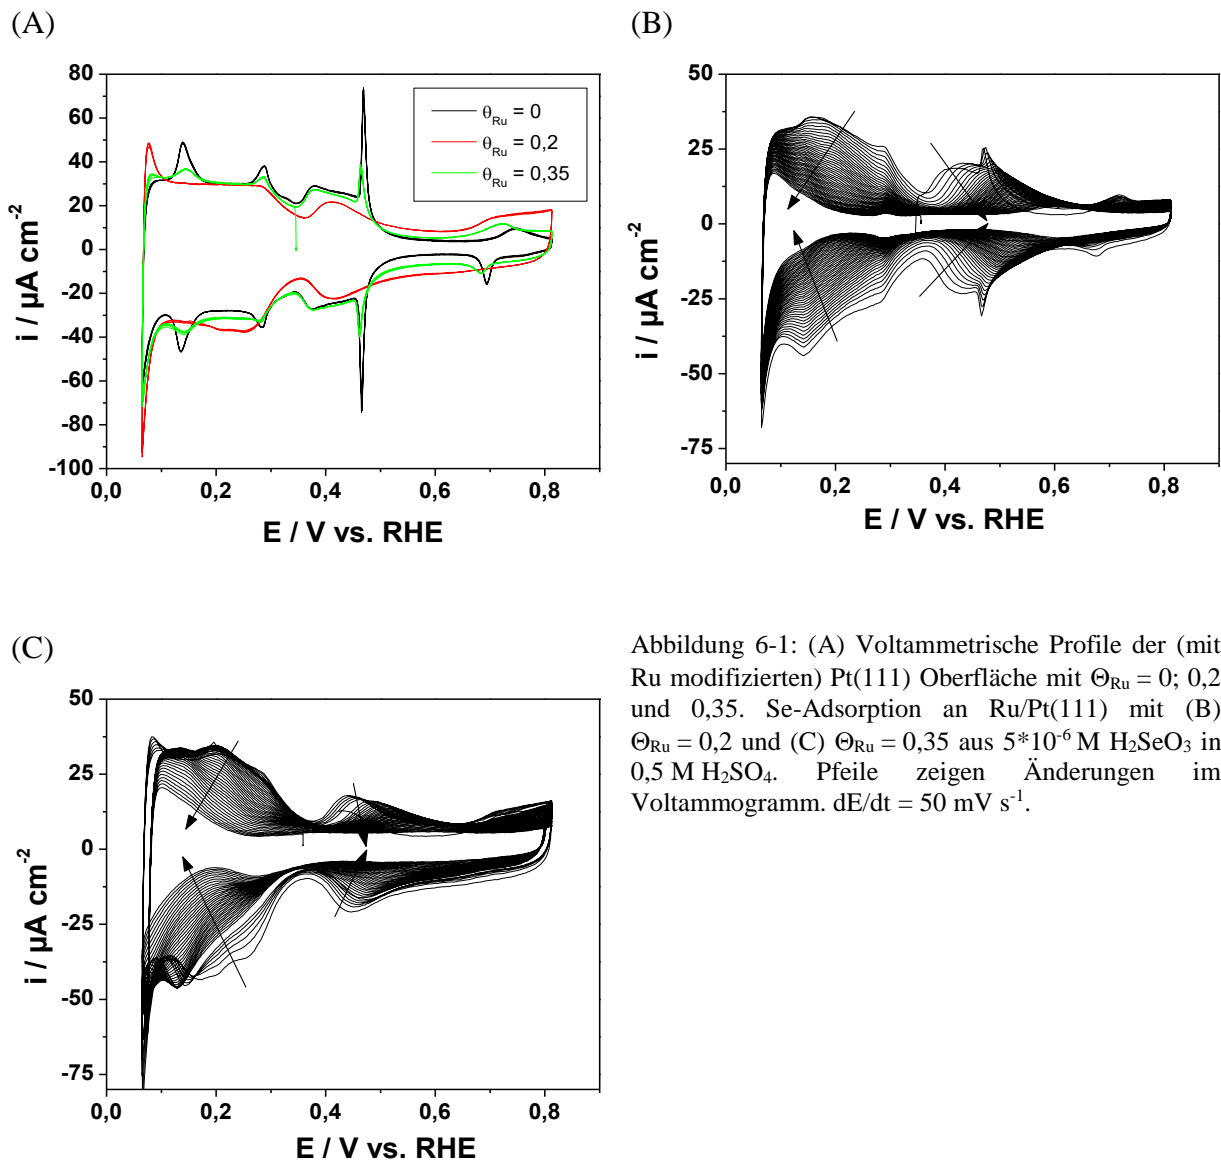 (A)
80
60
40
20
0
-20
-40
-60
-80
-100
0,0 0,2 0,4 0,6 0,8
i / µA cm-2
E / V vs. RHE
θRu = 0
θRu = 0,2
θRu = 0,35
(B)
50
25
0
-25
-50
-75
0,0 0,2 0,4 0,6 0,8
i / µA cm-2
E / V vs. RHE
(C)
50
25
0
-25
-50
-75
0,0 0,2 0,4 0,6 0,8
i / µA cm-2
E / V vs. RHE
Abbildung 6-1: (A) Voltammetrische Profile der (mit
Ru modifizierten) Pt(111) Oberfläche mit ΘRu = 0; 0,2
und 0,35. Se-Adsorption an Ru/Pt(111) mit (B)
ΘRu = 0,2 und (C) ΘRu = 0,35 aus 5*10-6 M H2SeO3 in
0,5 M H2SO4. Pfeile zeigen Änderungen im
Voltammogramm. dE/dt = 50 mV s-1.